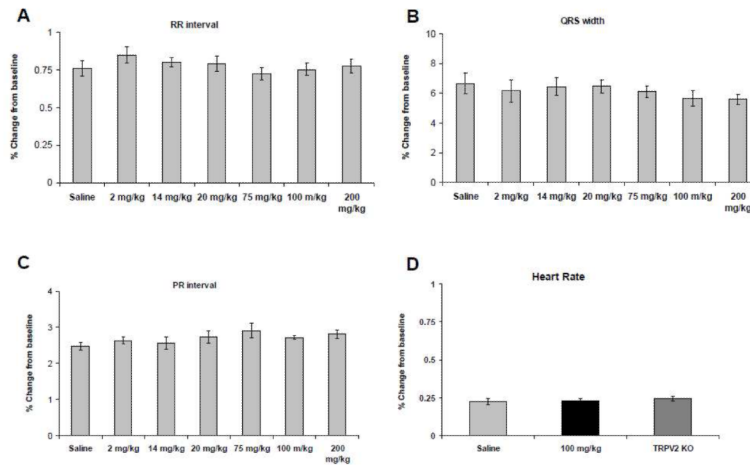 A
RR interval
% Change from baseline
1
0.75
0.5
0.25
0
Saline 2 mg/kg 14 mg/kg 20 mg/kg 75 mg/kg 100 m/kg 200
mg/kg
B
QRS width
% Change from baseline
10
8
6
4
2
0
Saline 2 mg/kg 14 mg/kg 20 mg/kg 75 mg/kg 100 m/kg 200
mg/kg
C
PR interval
% Change from baseline
4
3
2
1
0
Saline 2 mg/kg 14 mg/kg 20 mg/kg 75 mg/kg 100 m/kg 200
mg/kg
D
Heart Rate
% Change from baseline
1
0.75
0.5
0.25
0
Saline 100 mg/kg TRPV2 KO